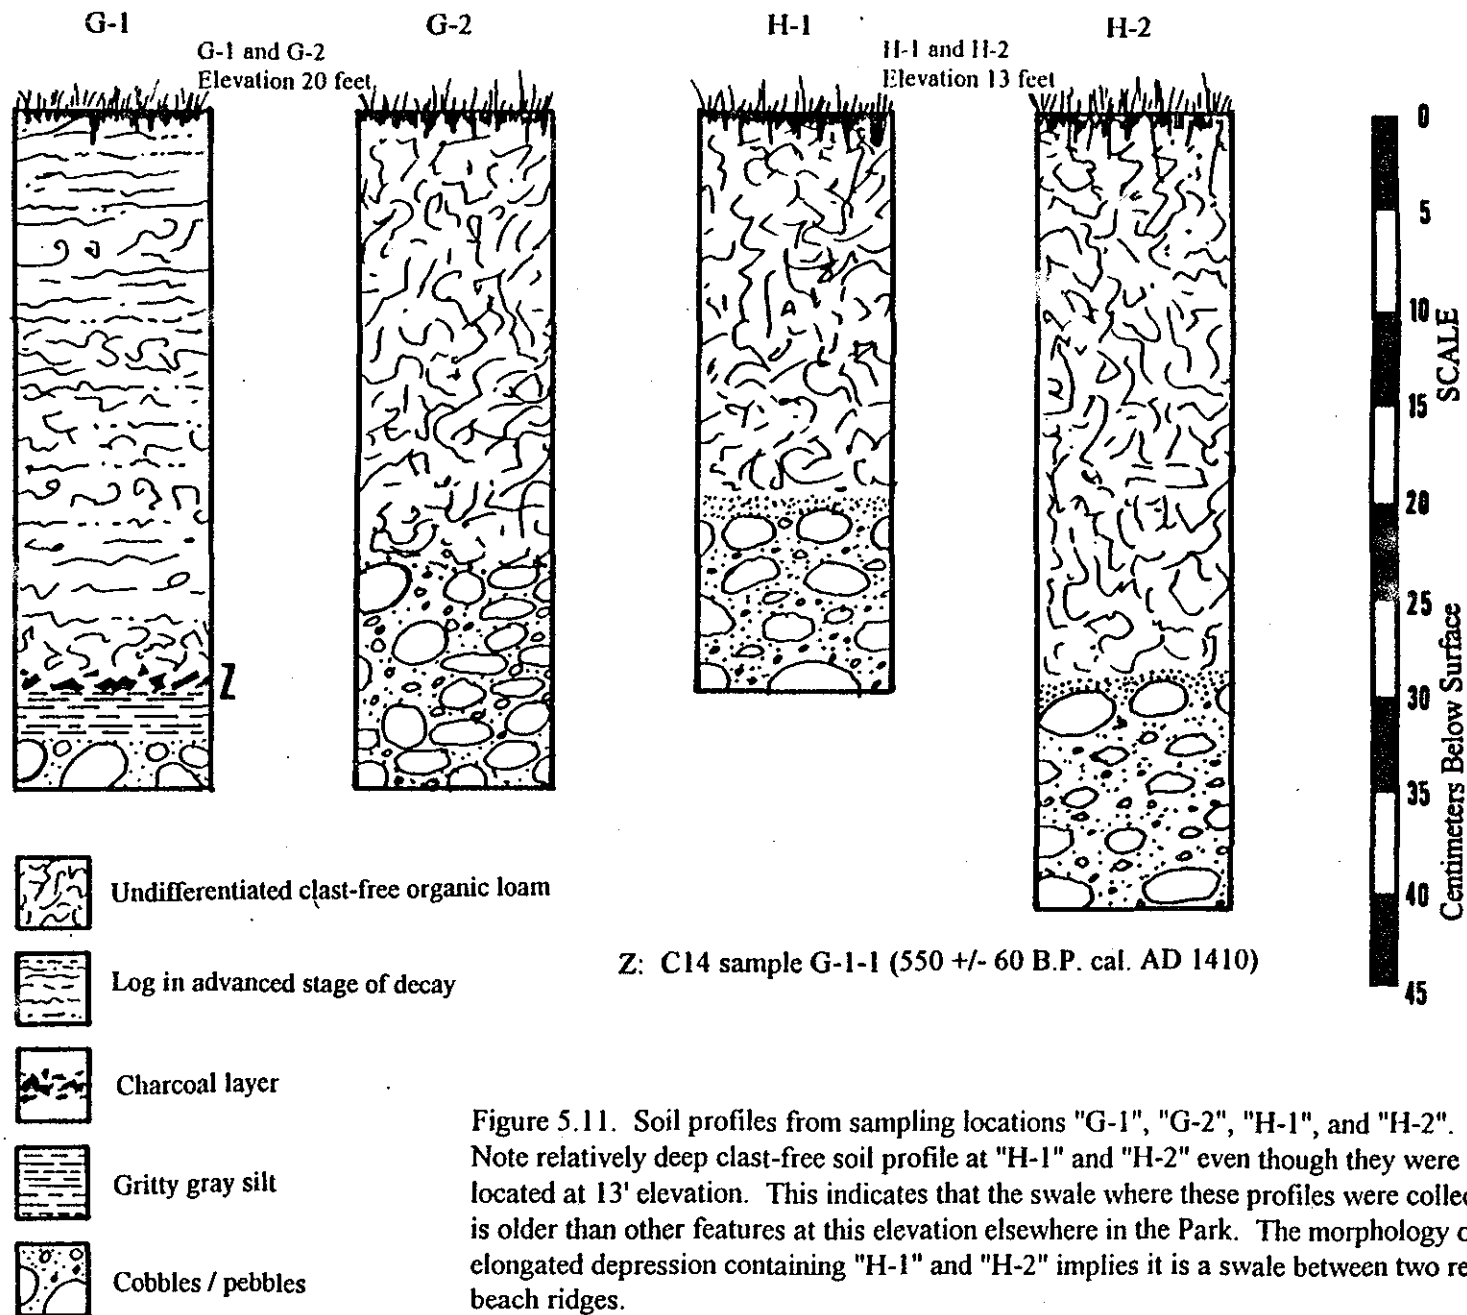 G-1
G-2
H-1
H-2
G-1 and G-2
Elevation 20 feet
H-1 and H-2
Elevation 13 feet
0
5
10
15
20
25
30
35
40
45
SCALE
Centimeters Below Surface
Z
Undifferentiated clast-free organic loam
Log in advanced stage of decay
Charcoal layer
Gritty gray silt
Cobbles / pebbles
Z: C14 sample G-1-1 (550 +/- 60 B.P. cal. AD 1410)
Figure 5.11. Soil profiles from sampling locations "G-1", "G-2", "H-1", and "H-2".
Note relatively deep clast-free soil profile at "H-1" and "H-2" even though they were
located at 13' elevation. This indicates that the swale where these profiles were
is older than other features at this elevation elsewhere in the Park. The morphology
elongated depression containing "H-1" and "H-2" implies it is a swale between two
beach ridges.